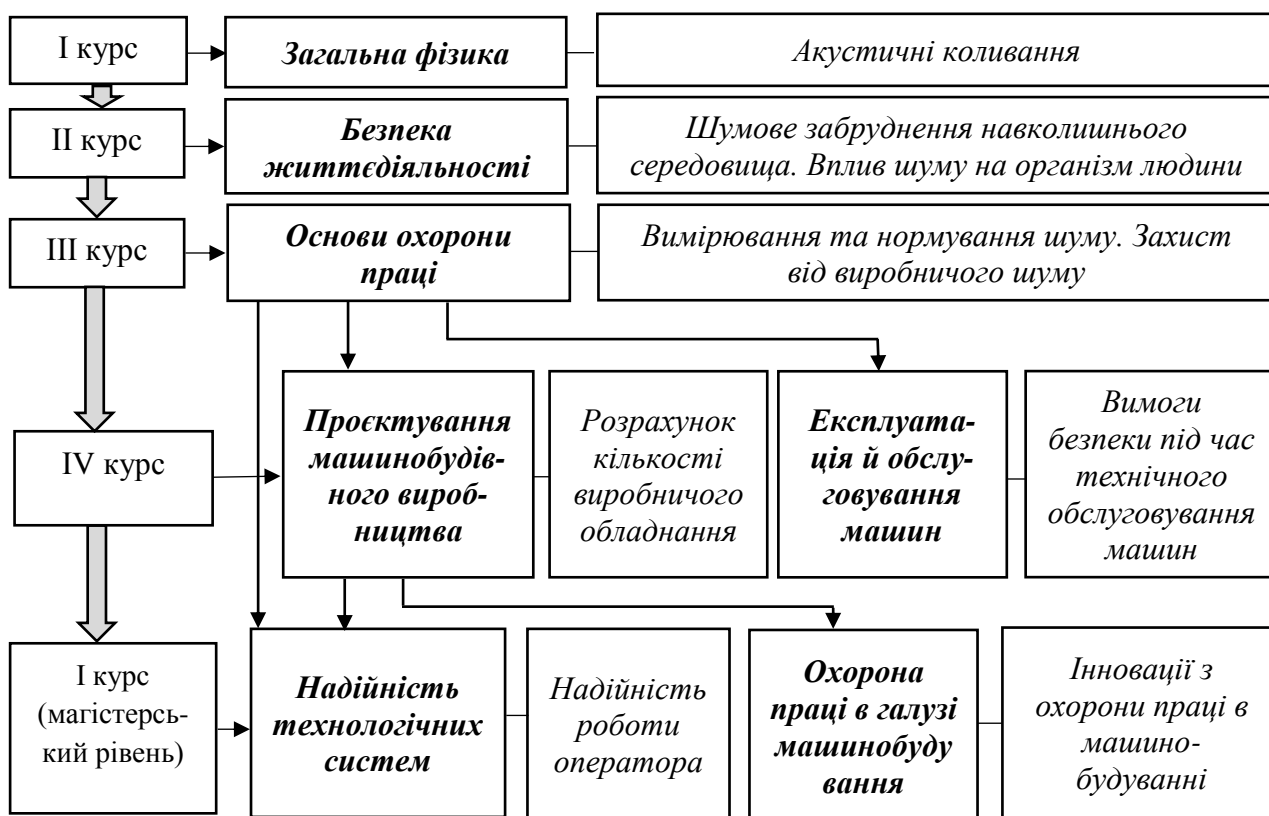 I курс
Загальна фізика
Акустичні коливання
II курс
Безпека
життєдіяльності
Шумове забруднення навколишнього
середовища. Вплив шуму на організм людини
III курс
Основи охорони
праці
Вимірювання та нормування шуму. Захист
від виробничого шуму
IV курс
Проєктування
машинобудів-
ного вироб-
ництва
Розрахунок
кількості
виробничого
обладнання
Експлуата-
ція й обслу-
говування
машин
Вимоги
безпеки під час
технічного
обслуговування
машин
I курс
(магістерсь-
кий рівень)
Надійність
технологічних
систем
Надійність
роботи
оператора
Охорона
праці в галузі
машинобуду
вання
Інновації з
охорони праці в
машино-
будуванні